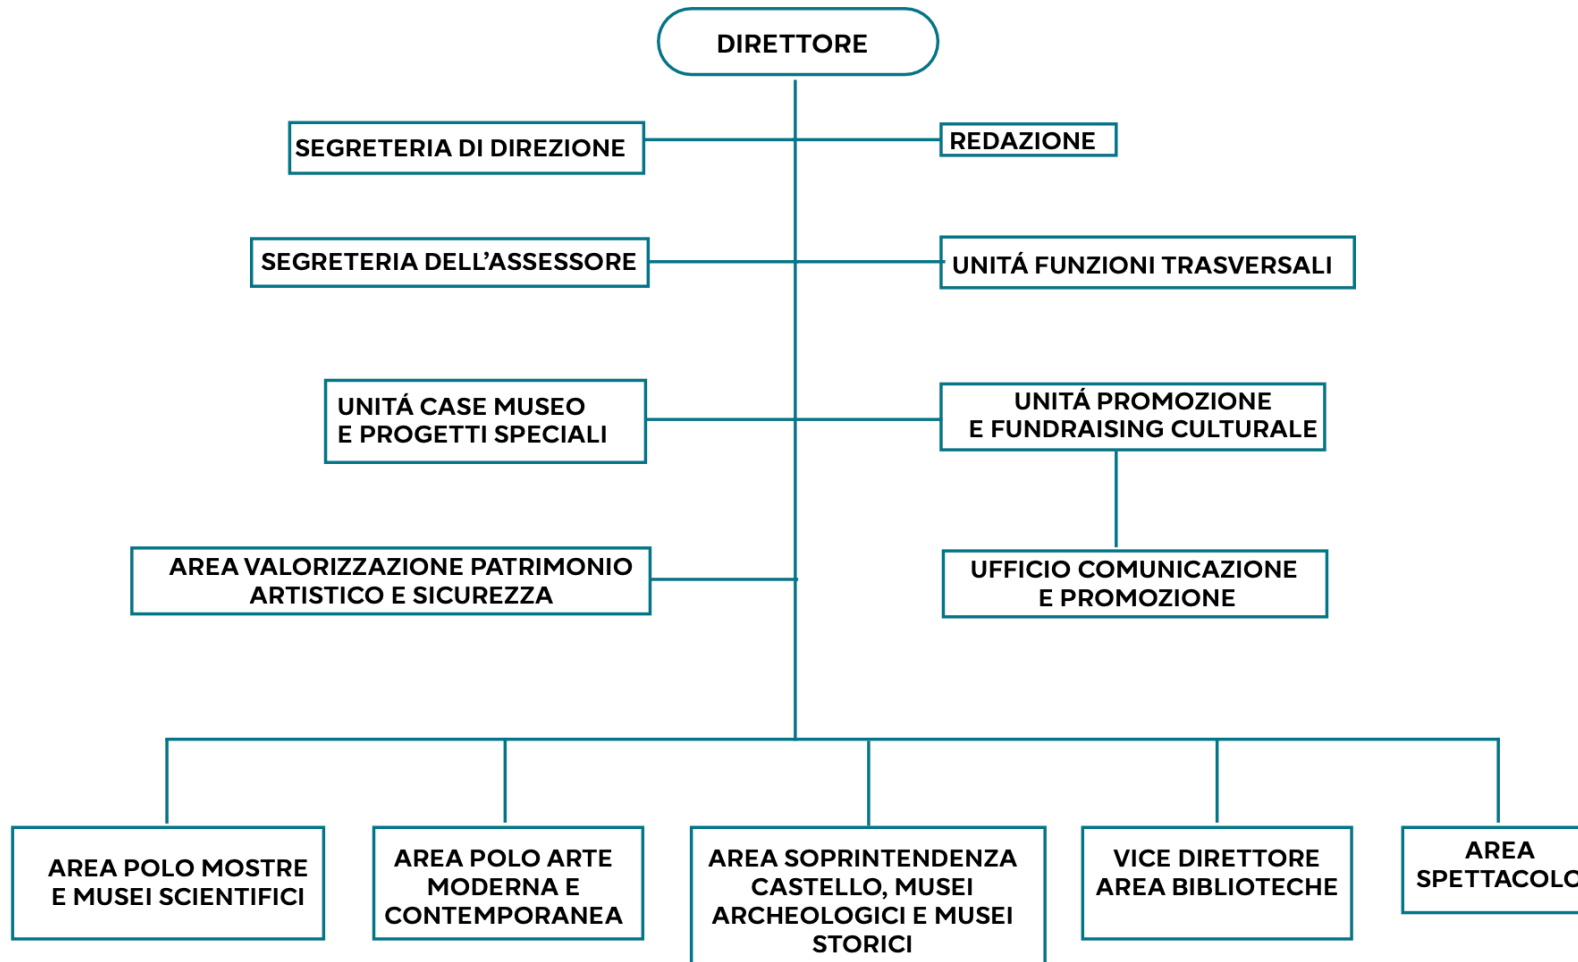 DIRETTORE
SEGRETERIA DI DIREZIONE
REDAZIONE
SEGRETERIA DELL’ASSESSORE
UNITÁ FUNZIONI TRASVERSALI
UNITÁ CASE MUSEO
E PROGETTI SPECIALI
UNITÁ PROMOZIONE
E FUNDRAISING CULTURALE
AREA VALORIZZAZIONE PATRIMONIO
ARTISTICO E SICUREZZA
UFFICIO COMUNICAZIONE
E PROMOZIONE
AREA POLO MOSTRE
E MUSEI SCIENTIFICI
AREA POLO ARTE
MODERNA E
CONTEMPORANEA
AREA SOPRINTENDENZA
CASTELLO, MUSEI
ARCHEOLOGICI E MUSEI
STORICI
VICE DIRETTORE
AREA BIBLIOTECHE
AREA
SPETTACOLO